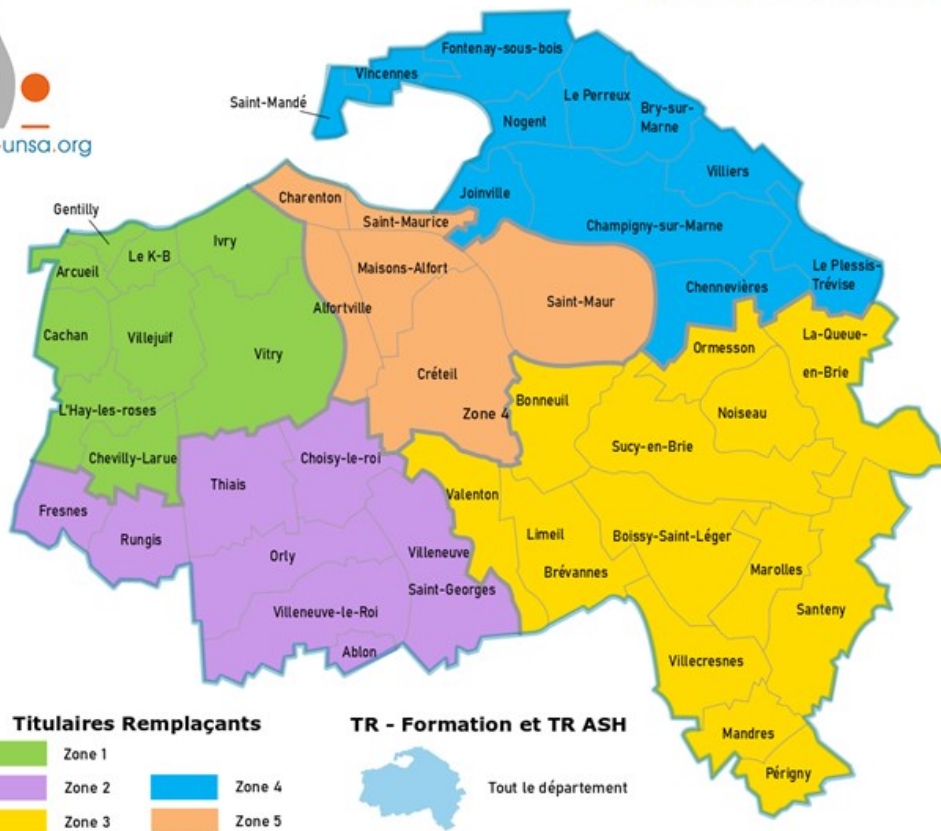 Fontenay-sous-bois
Vincennes
Saint-Mandé
Le Perreux
Bry-sur-
Marne
Nogent
unsa.org
Villiers
Charenton
Joinville
Gentilly
Saint-Maurice
Champigny-sur-Marne
Ivry
Le K-B
Arcueil
Maisons-Alfort
Le Plessis-
Trévise
Chennevières
Saint-Maur
Alfortville
Cachan
Villejuif
Vitry
La-Queue-
en-Brie
Ormesson
Créteil
Zone 4
Bonneuil
Noiseau
L'Hay-les-roses
Sucy-en-Brie
Chevilly-Larue
Choisy-le-roi
Thiais
Valenton
Fresnes
Rungis
Limeil
Brévannes
Boissy-Saint-Léger
Orly
Villeneuve
Saint-Georges
Marolles
Santeny
Villeneuve-le-Roi
Ablon
Villecresnes
Mandres
Périgny
Titulaires Remplaçants
Zone 1
Zone 2
Zone 3
Zone 4
Zone 5
TR - Formation et TR ASH
Tout le département